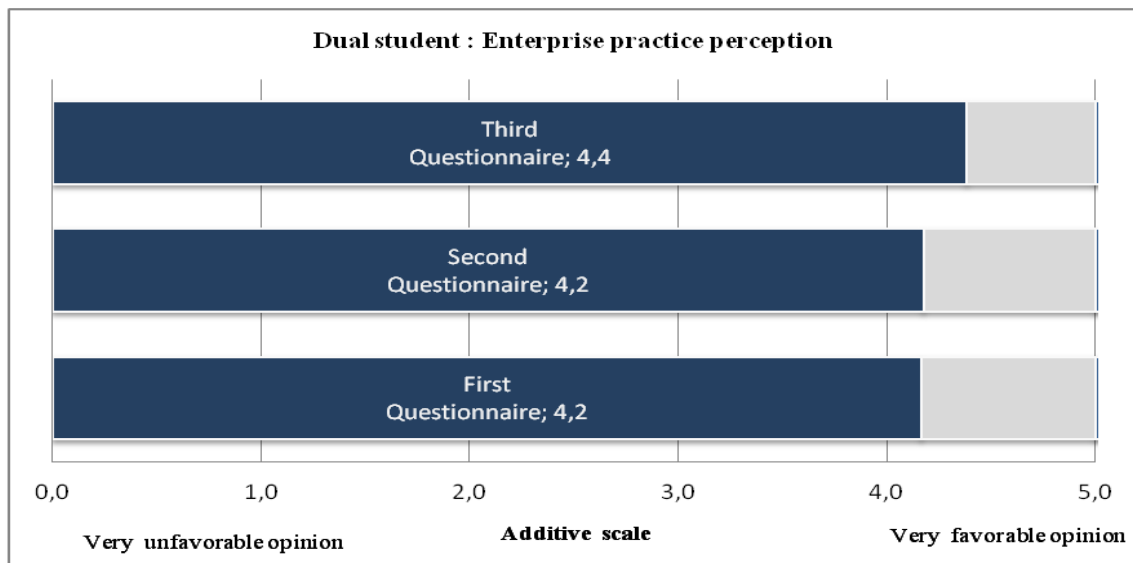 Dual student : Enterprise practice perception
Third
Questionnaire; 4,4
Second
Questionnaire; 4,2
First
Questionnaire; 4,2
0,0 1,0 2,0 3,0 4,0 5,0
Very unfavorable opinion Additive scale Very favorable opinion